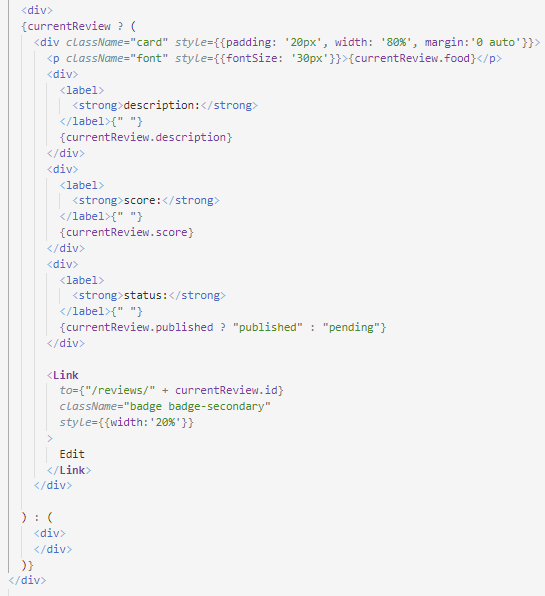 <div>
{currentReview ? (
<div className="card" style={{padding: '20px', width: '80%', margin:'0 auto'}}>
<p className="font" style={{fontSize: '30px'}}>{currentReview.food}</p>
<div>
<label>
<strong>description:</strong>
</label>{" "}
{currentReview.description}
</div>
<div>
<label>
<strong>score:</strong>
</label>{" "}
{currentReview.score}
</div>
<div>
<label>
<strong>status:</strong>
</label>{" "}
{currentReview.published ? "published" : "pending"}
</div>
<Link
to={"/reviews/" + currentReview.id}
className="badge badge-secondary"
style={{width:'20%'}}
>
Edit
</Link>
</div>
) : (
<div>
</div>
)}
</div>